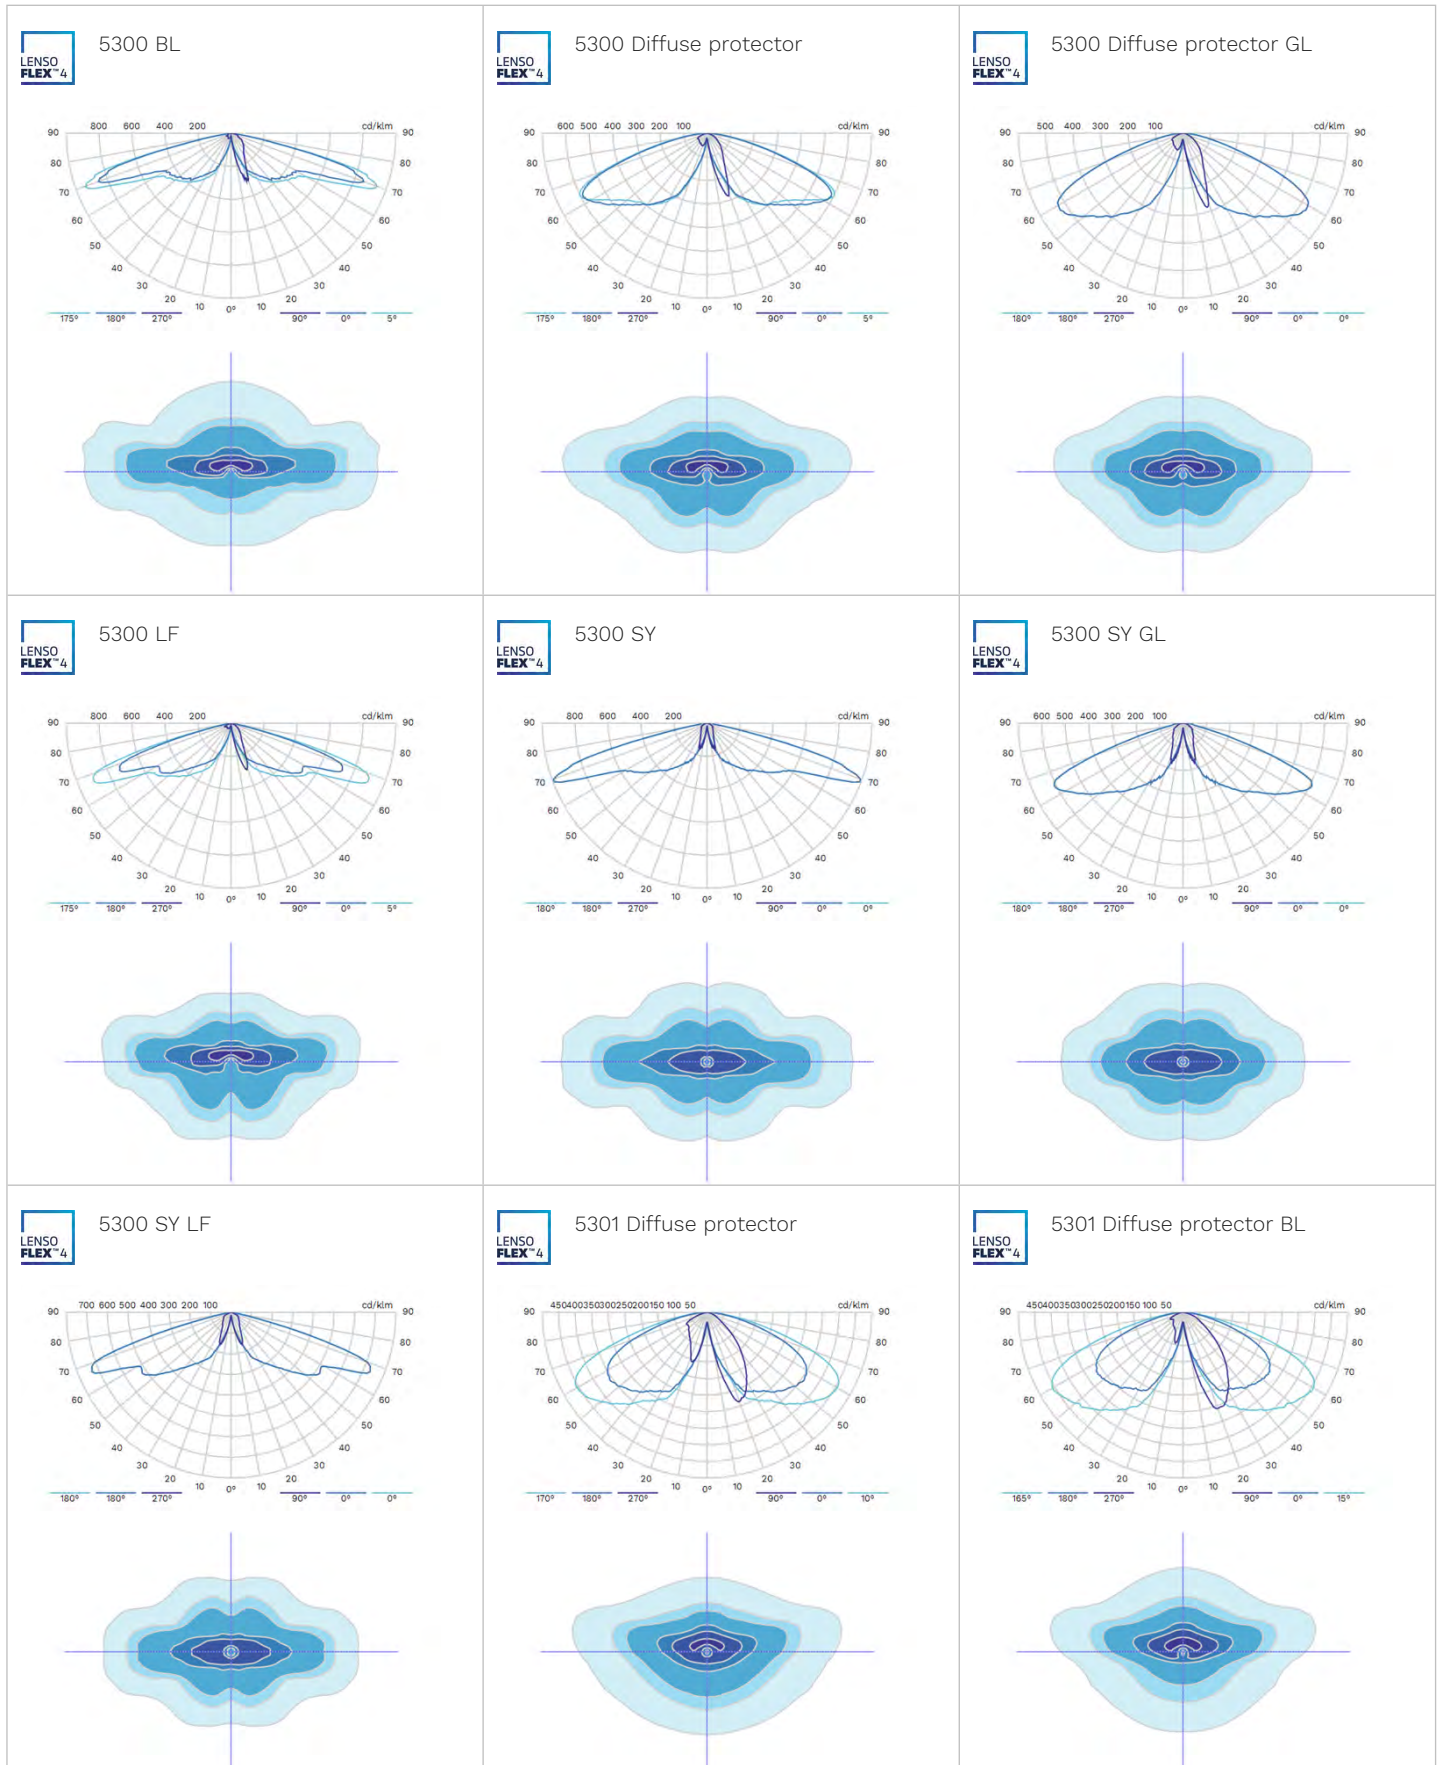 LENSO
FLEX™4
5300 BL
90 800 600 400 200 cd/klm 90
80 80
70 70
60 60
50 50
40 40
30 30
20 10 0° 10 20
175° 180° 270° 90° 0° 5°
LENSO
FLEX™4
5300 Diffuse protector
90 600 500 400 300 200 100 cd/klm 90
80 80
70 70
60 60
50 50
40 40
30 30
20 10 0° 10 20
175° 180° 270° 90° 0° 5°
LENSO
FLEX™4
5300 Diffuse protector GL
90 500 400 300 200 100 cd/klm 90
80 80
70 70
60 60
50 50
40 40
30 30
20 10 0° 10 20
180° 180° 270° 90° 0° 0°
LENSO
FLEX™4
5300 LF
90 800 600 400 200 cd/klm 90
80 80
70 70
60 60
50 50
40 40
30 30
20 10 0° 10 20
175° 180° 270° 90° 0° 5°
LENSO
FLEX™4
5300 SY
90 800 600 400 200 cd/klm 90
80 80
70 70
60 60
50 50
40 40
30 30
20 10 0° 10 20
180° 180° 270° 90° 0° 0°
LENSO
FLEX™4
5300 SY GL
90 600 500 400 300 200 100 cd/klm 90
80 80
70 70
60 60
50 50
40 40
30 30
20 10 0° 10 20
180° 180° 270° 90° 0° 0°
LENSO
FLEX™4
5300 SY LF
90 700 600 500 400 300 200 100 cd/klm 90
80 80
70 70
60 60
50 50
40 40
30 30
20 10 0° 10 20
180° 180° 270° 90° 0° 0°
LENSO
FLEX™4
5301 Diffuse protector
90 450400350300250200150 100 50 cd/klm 90
80 80
70 70
60 60
50 50
40 40
30 30
20 10 0° 10 20
170° 180° 270° 90° 0° 10°
LENSO
FLEX™4
5301 Diffuse protector BL
90 450400350300250200150 100 50 cd/klm 90
80 80
70 70
60 60
50 50
40 40
30 30
20 10 0° 10 20
165° 180° 270° 90° 0° 15°